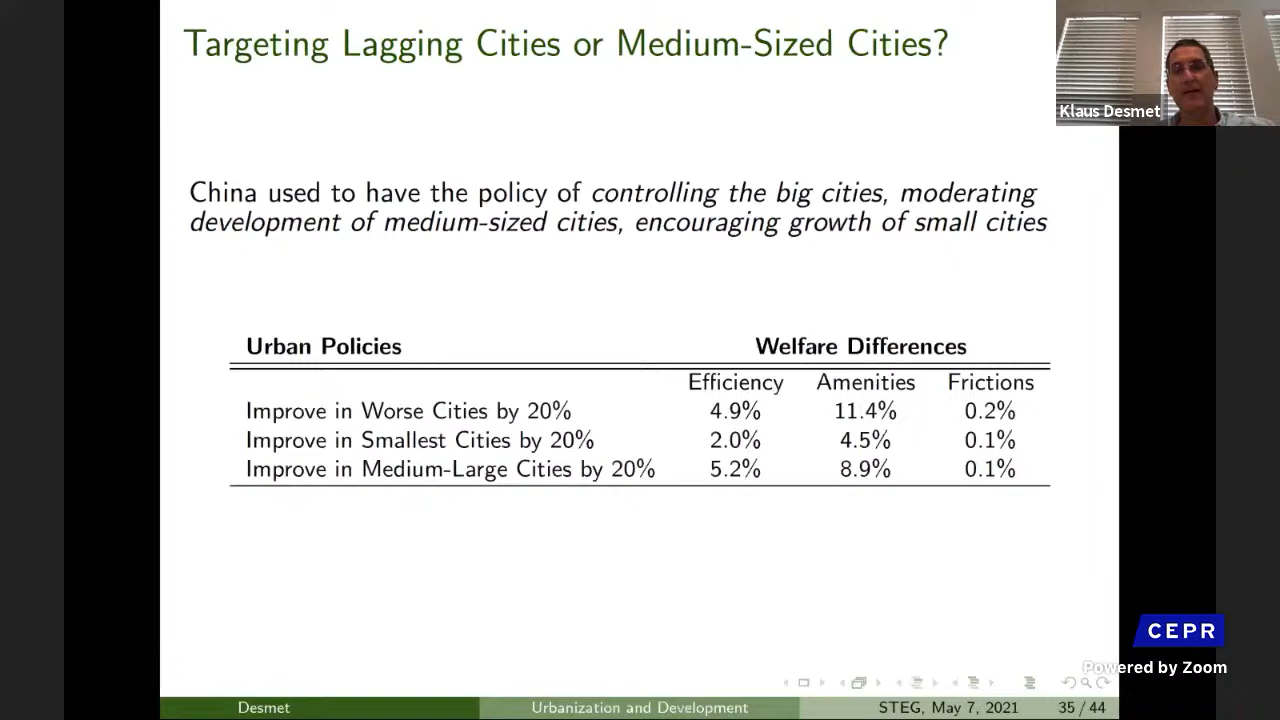 Targeting Lagging Cities or Medium-Sized Cities?
Klaus Desmet
China used to have the policy of controlling the big cities, moderating
development of medium-sized cities, encouraging growth of small cities
Urban Policies Welfare Differences
Efficiency Amenities Frictions
Improve in Worse Cities by 20% 4.9% 11.4% 0.2%
Improve in Smallest Cities by 20% 2.0% 4.5% 0.1%
Improve in Medium-Large Cities by 20% 5.2% 8.9% 0.1%
CEPR
Powered by Zoom
Desmet Urbanization and Development STEG, May 7, 2021 35 / 44